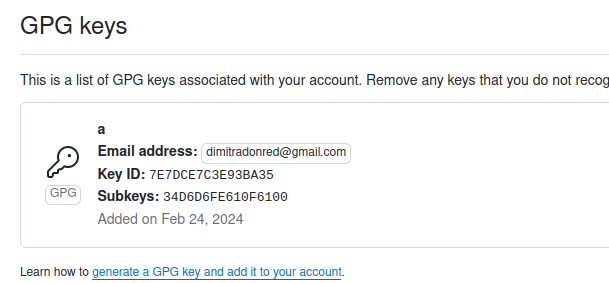 GPG keys
This is a list of GPG keys associated with your account. Remove any keys that you do not recog
a
Email address: dimitradonred@gmail.com
Key ID: 7E7DCE7C3E93BA35
GPG
Subkeys: 34D6D6FE610F6100
Added on Feb 24, 2024
Learn how to generate a GPG key and add it to your account.